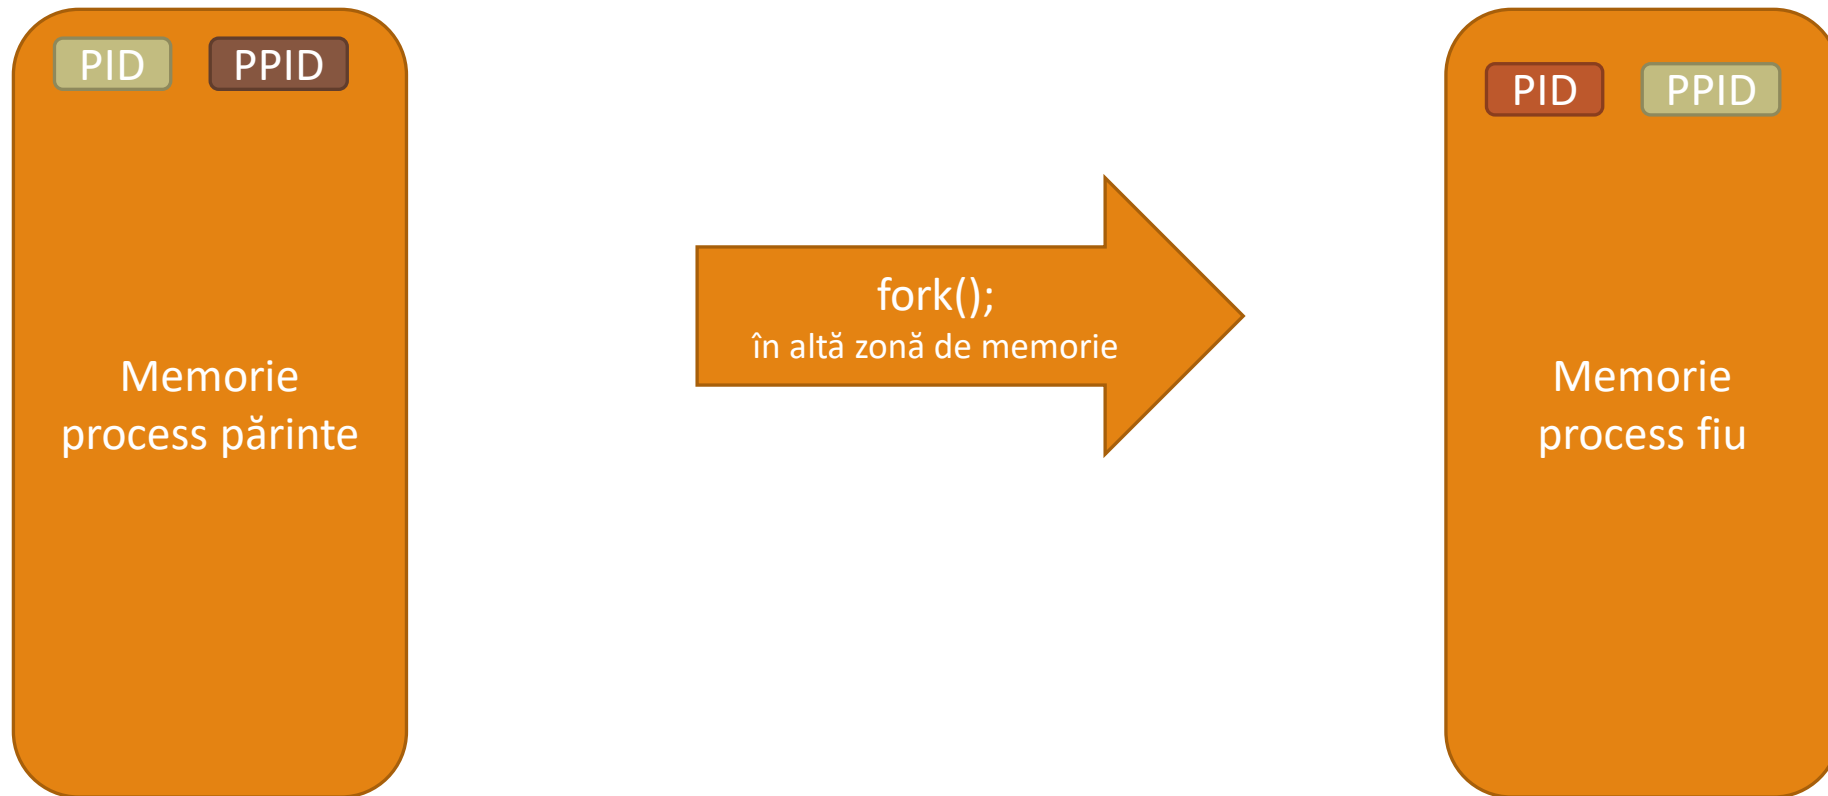 PID PPID
Memorie
process părinte
fork();
în altă zonă de memorie
PID PPID
Memorie
process fiu